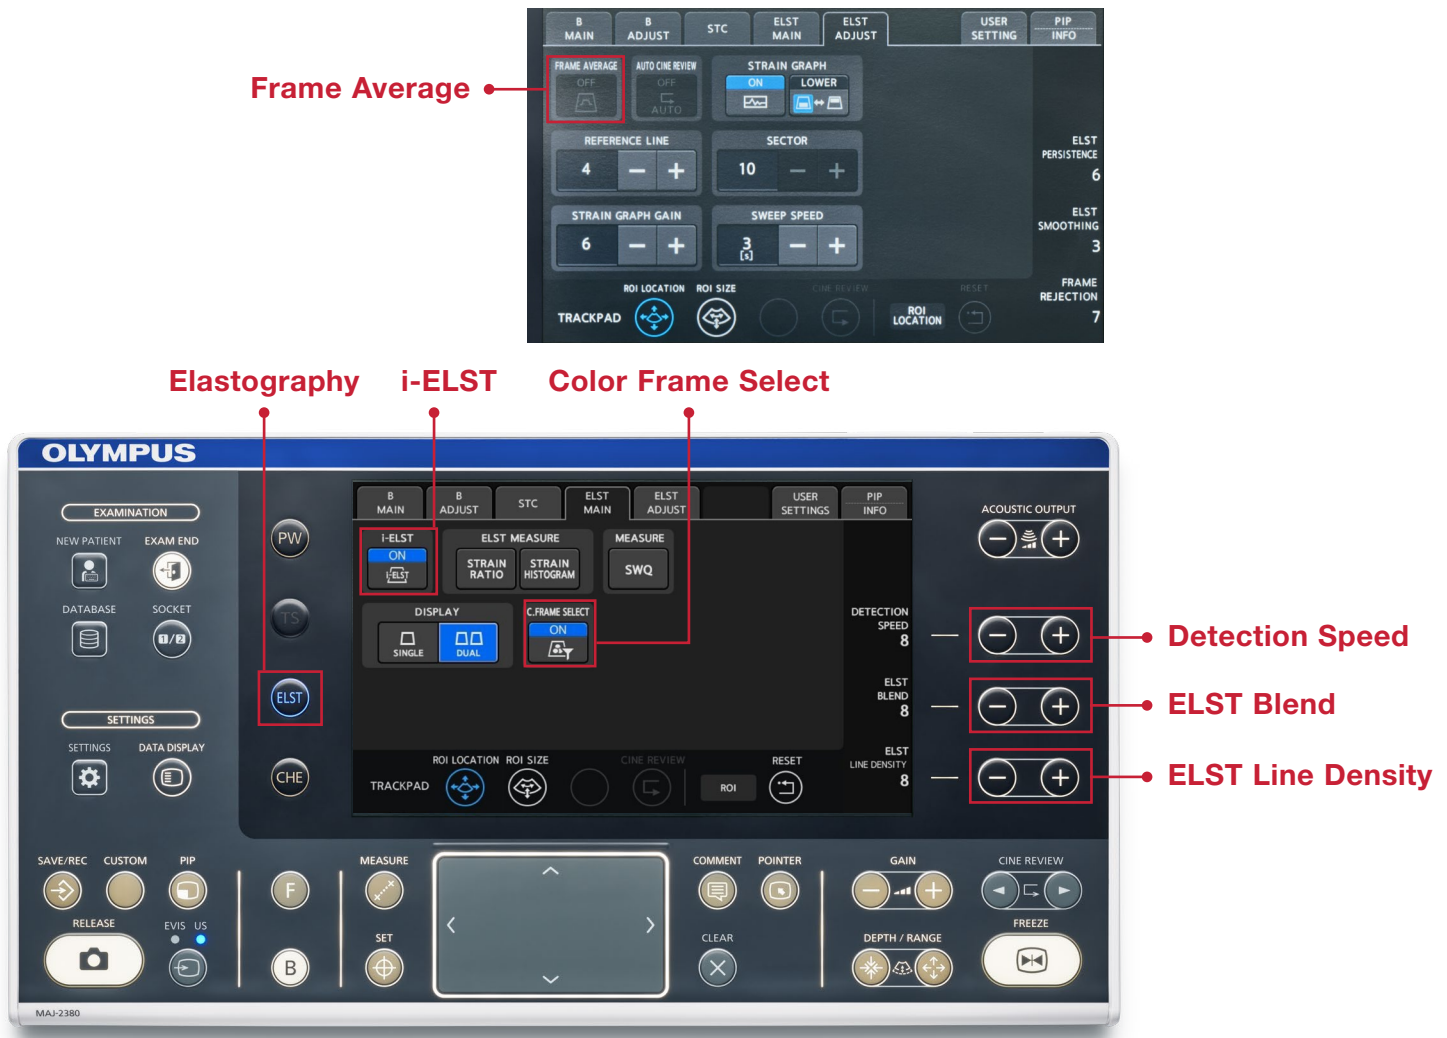 B MAIN
B ADJUST
STC
ELST MAIN
ELST ADJUST
USER SETTING
PIP INFO
Frame Average
FRAME AVERAGE
OFF
AUTO CINE REVIEW
OFF
AUTO
STRAIN GRAPH
ON
LOWER
REFERENCE LINE
4 − +
SECTOR
10 − +
ELST PERSISTENCE
6
STRAIN GRAPH GAIN
6 − +
SWEEP SPEED
3 [s] − +
ELST SMOOTHING
3
FRAME REJECTION
7
TRACKPAD
ROI LOCATION
ROI SIZE
CINE REVIEW
ROI LOCATION
RESET
Elastography
i-ELST
Color Frame Select
OLYMPUS
EXAMINATION
NEW PATIENT
EXAM END
DATABASE
SOCKET
1/2
SETTINGS
SETTINGS
DATA DISPLAY
PW
TS
ELST
CHE
B MAIN
B ADJUST
STC
ELST MAIN
ELST ADJUST
USER SETTINGS
PIP INFO
i-ELST
ON
i-ELST
ELST MEASURE
STRAIN RATIO
STRAIN HISTOGRAM
MEASURE
SWQ
DISPLAY
SINGLE
DUAL
C.FRAME SELECT
ON
DETECTION SPEED
8
ELST BLEND
8
ELST LINE DENSITY
8
TRACKPAD
ROI LOCATION
ROI SIZE
CINE REVIEW
ROI
RESET
ACOUSTIC OUTPUT
− +
− +
Detection Speed
− +
ELST Blend
− +
ELST Line Density
SAVE/REC
CUSTOM
PIP
RELEASE
EVIS US
F
B
MEASURE
SET
COMMENT
POINTER
CLEAR
GAIN
− +
DEPTH / RANGE
CINE REVIEW
FREEZE
MAJ-2380